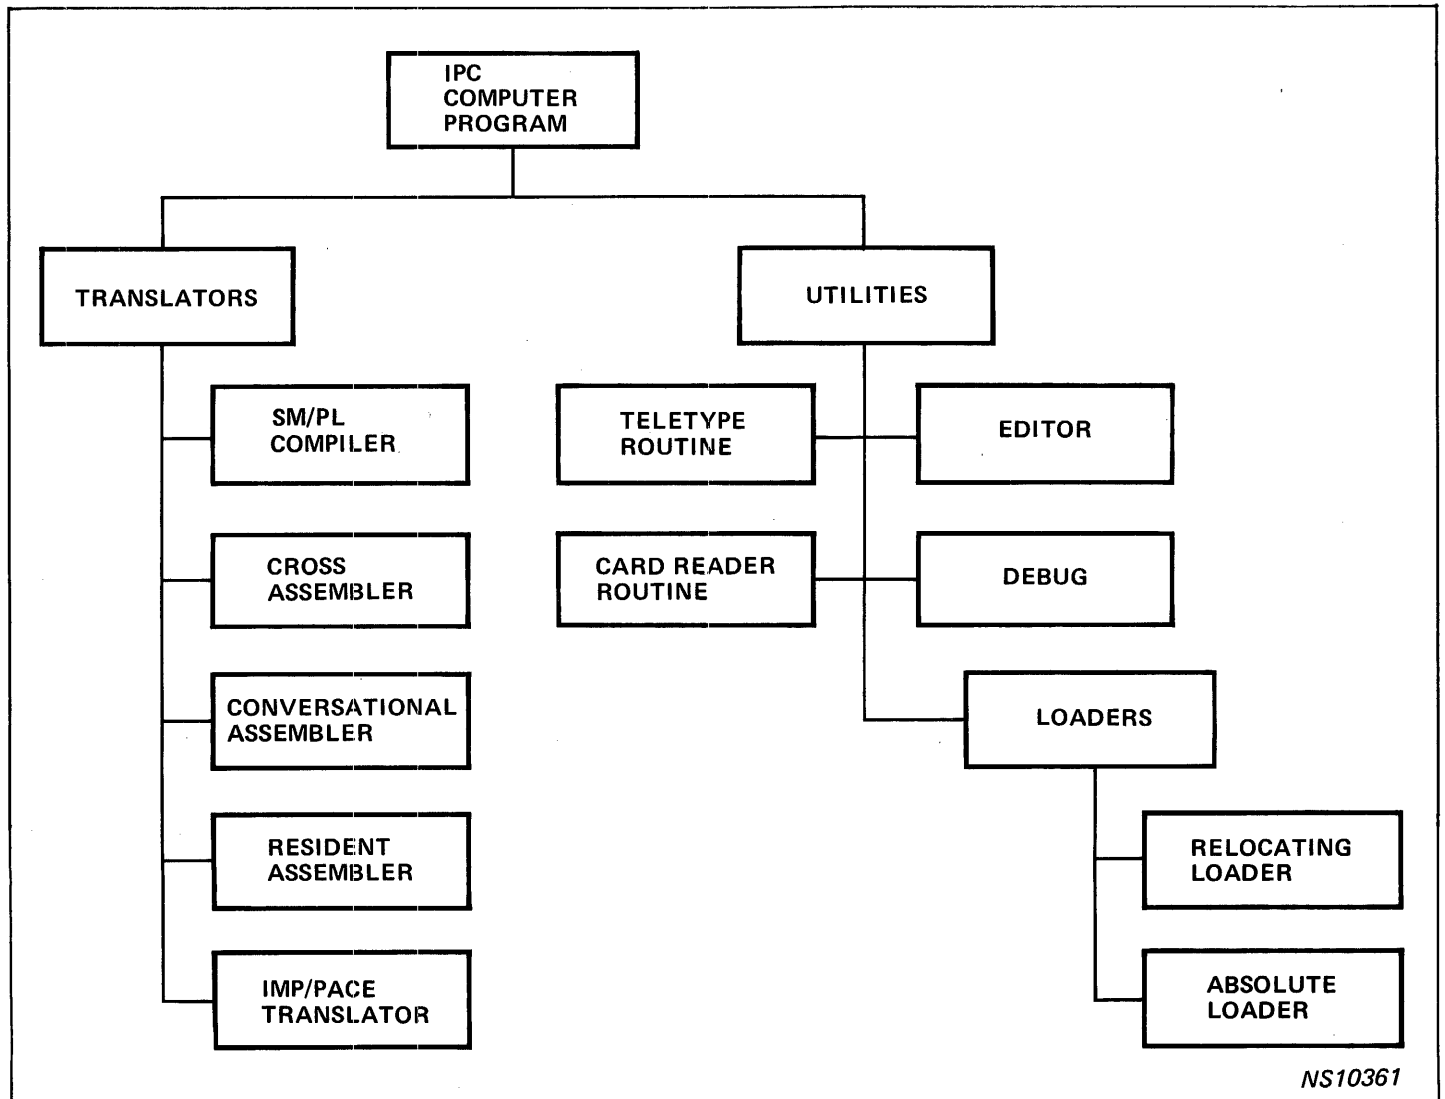 IPC
COMPUTER
PROGRAM
TRANSLATORS
UTILITIES
SM/PL
COMPILER
TELETYPE
ROUTINE
EDITOR
CROSS
ASSEMBLER
CARD READER
ROUTINE
DEBUG
CONVERSATIONAL
ASSEMBLER
LOADERS
RESIDENT
ASSEMBLER
RELOCATING
LOADER
IMP/PACE
TRANSLATOR
ABSOLUTE
LOADER
NS10361